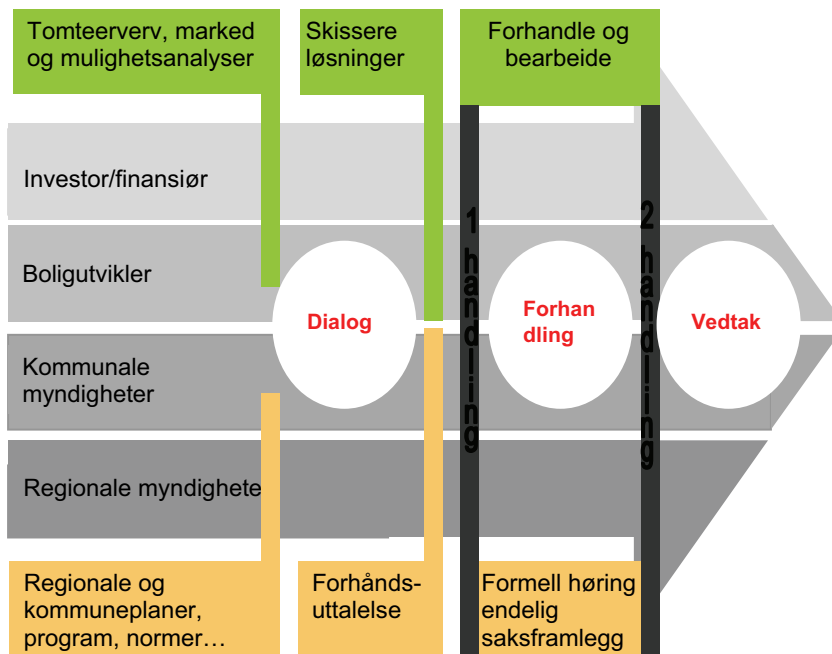 Tomteerverv, marked
og mulighetsanalyser
Skissere
løsninger
Forhandle og
bearbeide
Investor/finansiør
Boligutvikler
Kommunale
myndigheter
Regionale myndighete
Dialog
1 handling
Forhan
dling
2 handling
Vedtak
Regionale og
kommuneplaner,
program, normer…
Forhånds-
uttalelse
Formell høring
endelig
saksframlegg